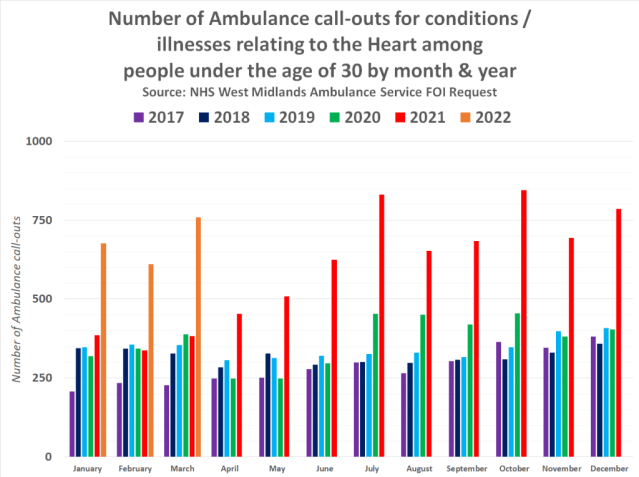 Number of Ambulance call-outs for conditions /
illnesses relating to the Heart among
people under the age of 30 by month & year
Source: NHS West Midlands Ambulance Service FOI Request
2017 2018 2019 2020 2021 2022
Number of Ambulance call-outs
1000
750
500
250
0
January February March April May June July August September October November December